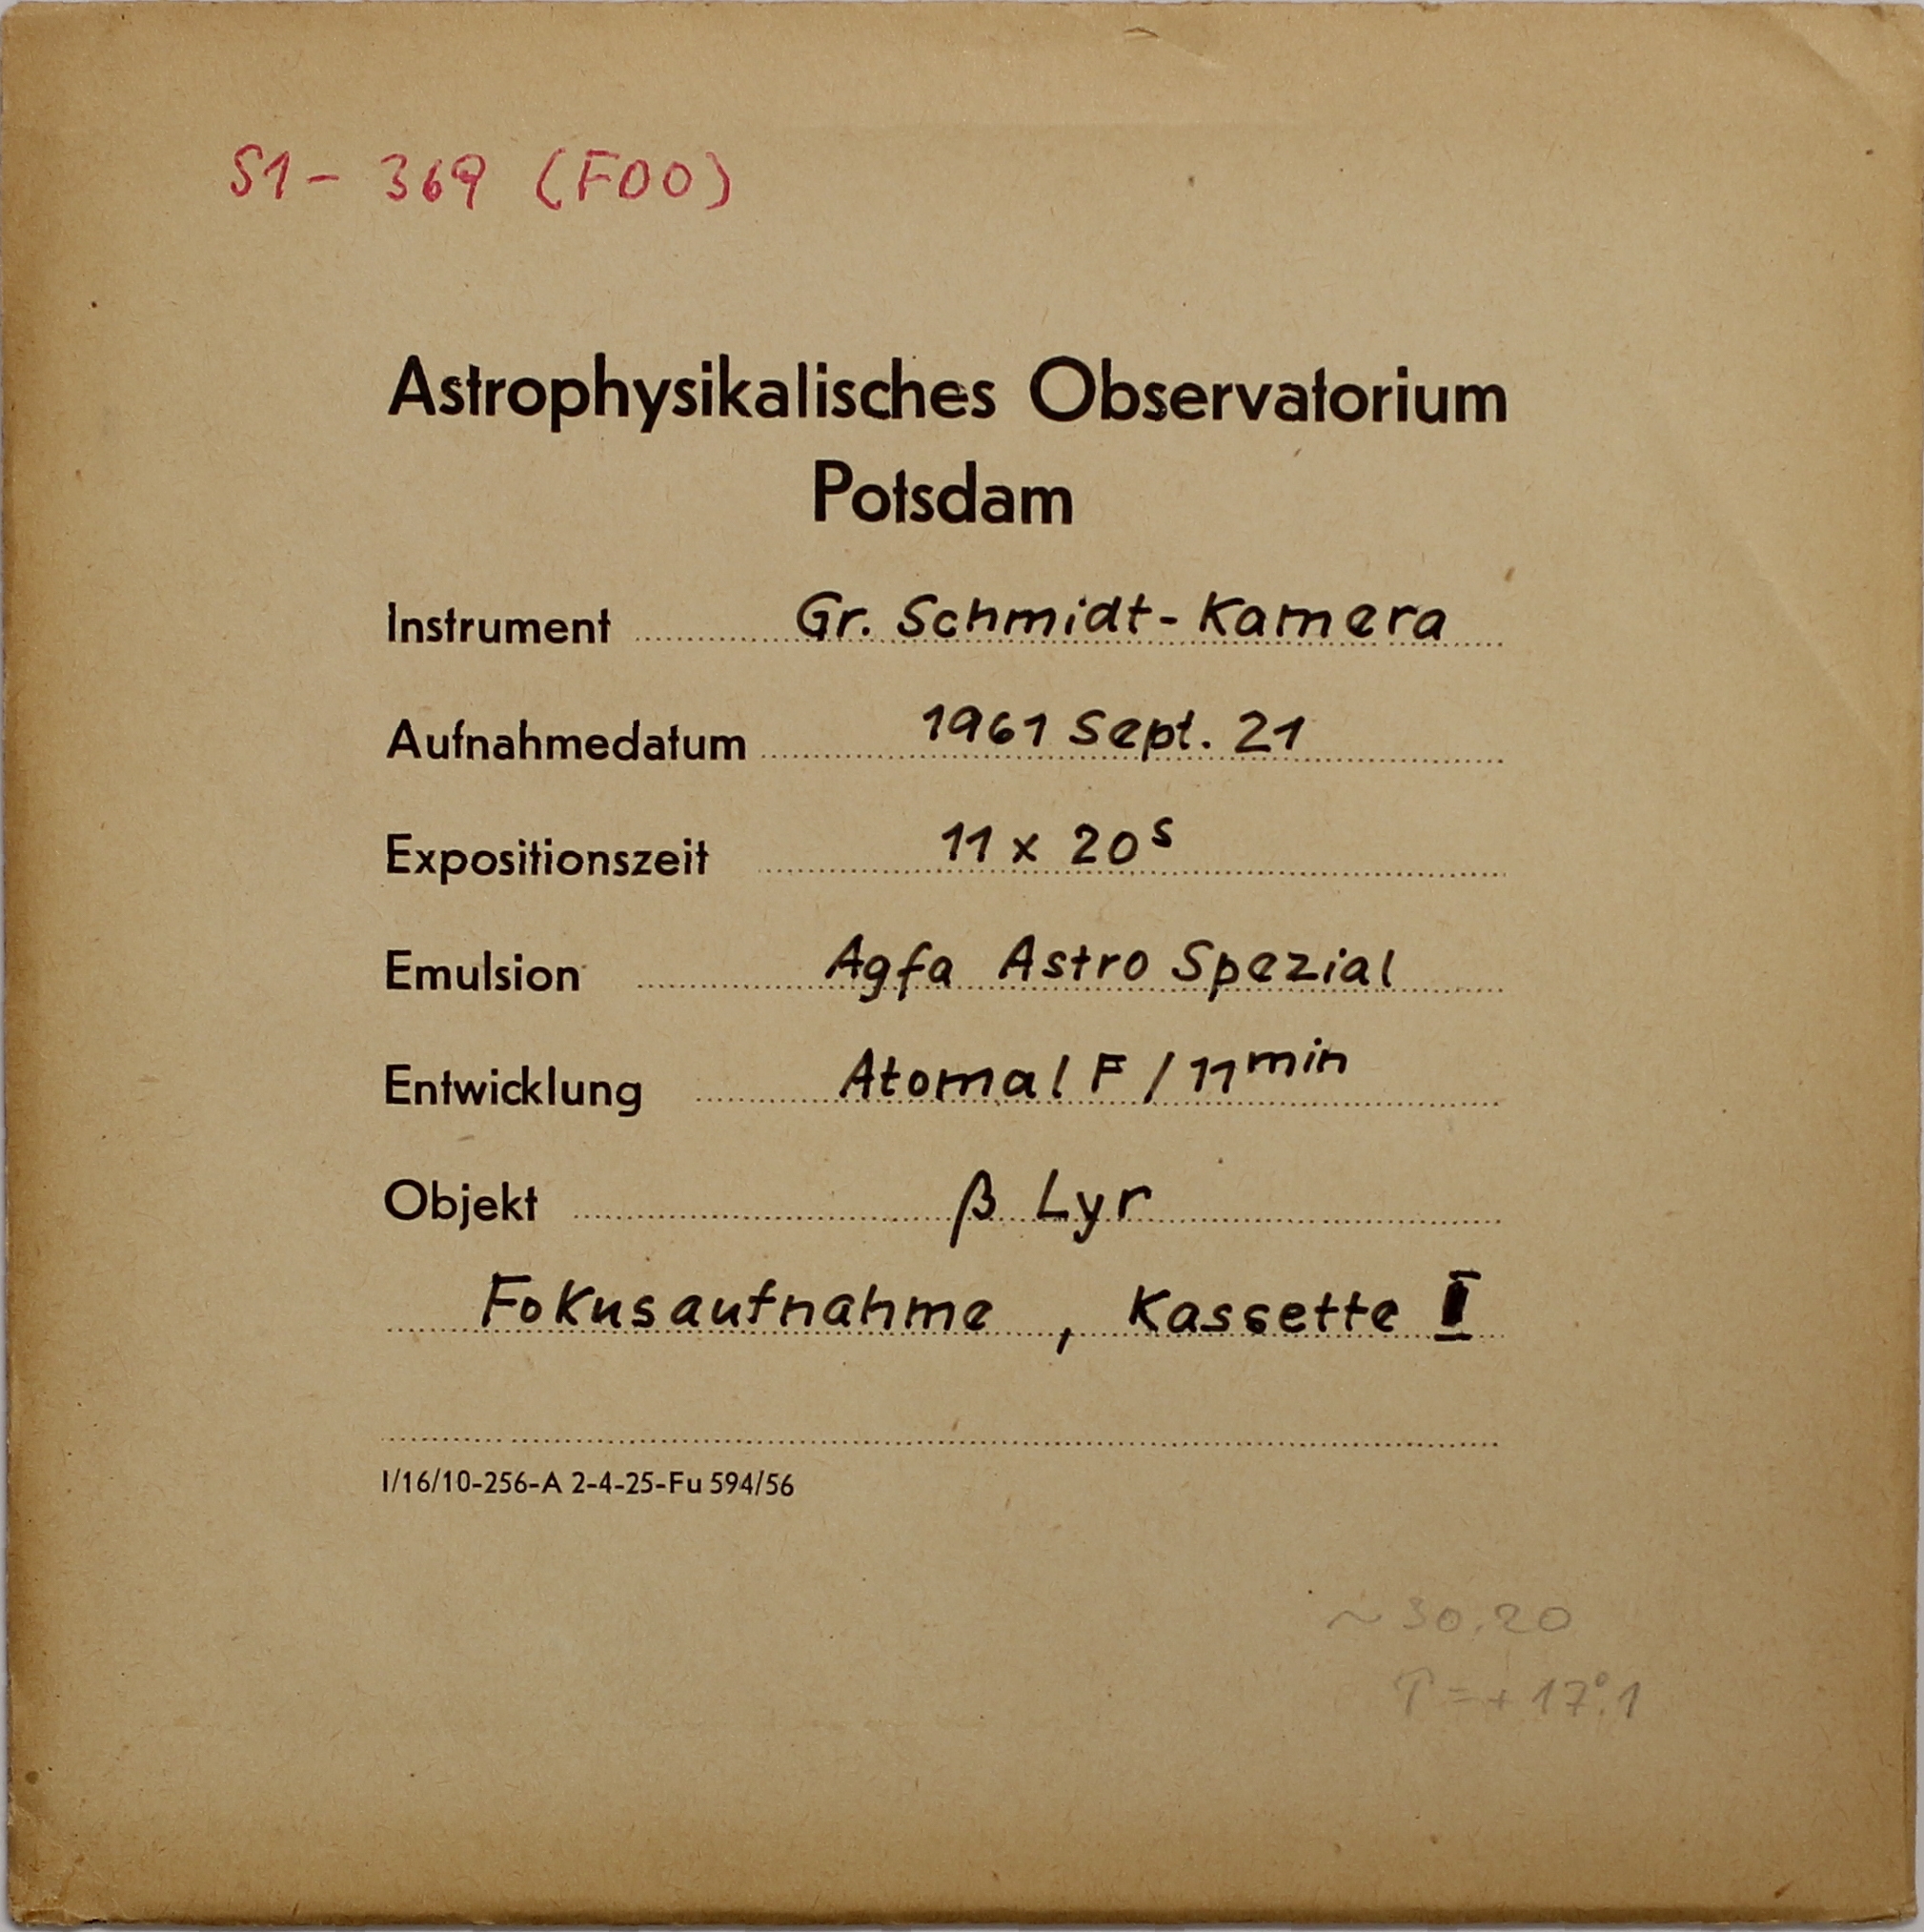 S1 - 369 (FOO)
Astrophysikalisches Observatorium
Potsdam
Instrument Gr. Schmidt-Kamera
Aufnahmedatum 1961 Sept. 21
Expositionszeit 11 x 20ˢ
Emulsion Agfa Astro Spezial
Entwicklung Atomal F / 11ᵐⁱⁿ
Objekt β Lyr
Fokusaufnahme, Kassette
I/16/10-256-A 2-4-25-Fu 594/56
~ 30.20
T = + 17°.1